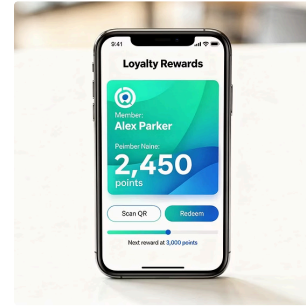 9:41
Loyalty Rewards
Member:
Alex Parker
Peimber Naine:
2,450
points
Scan QR
Redeem
Next reward at 3,000 points